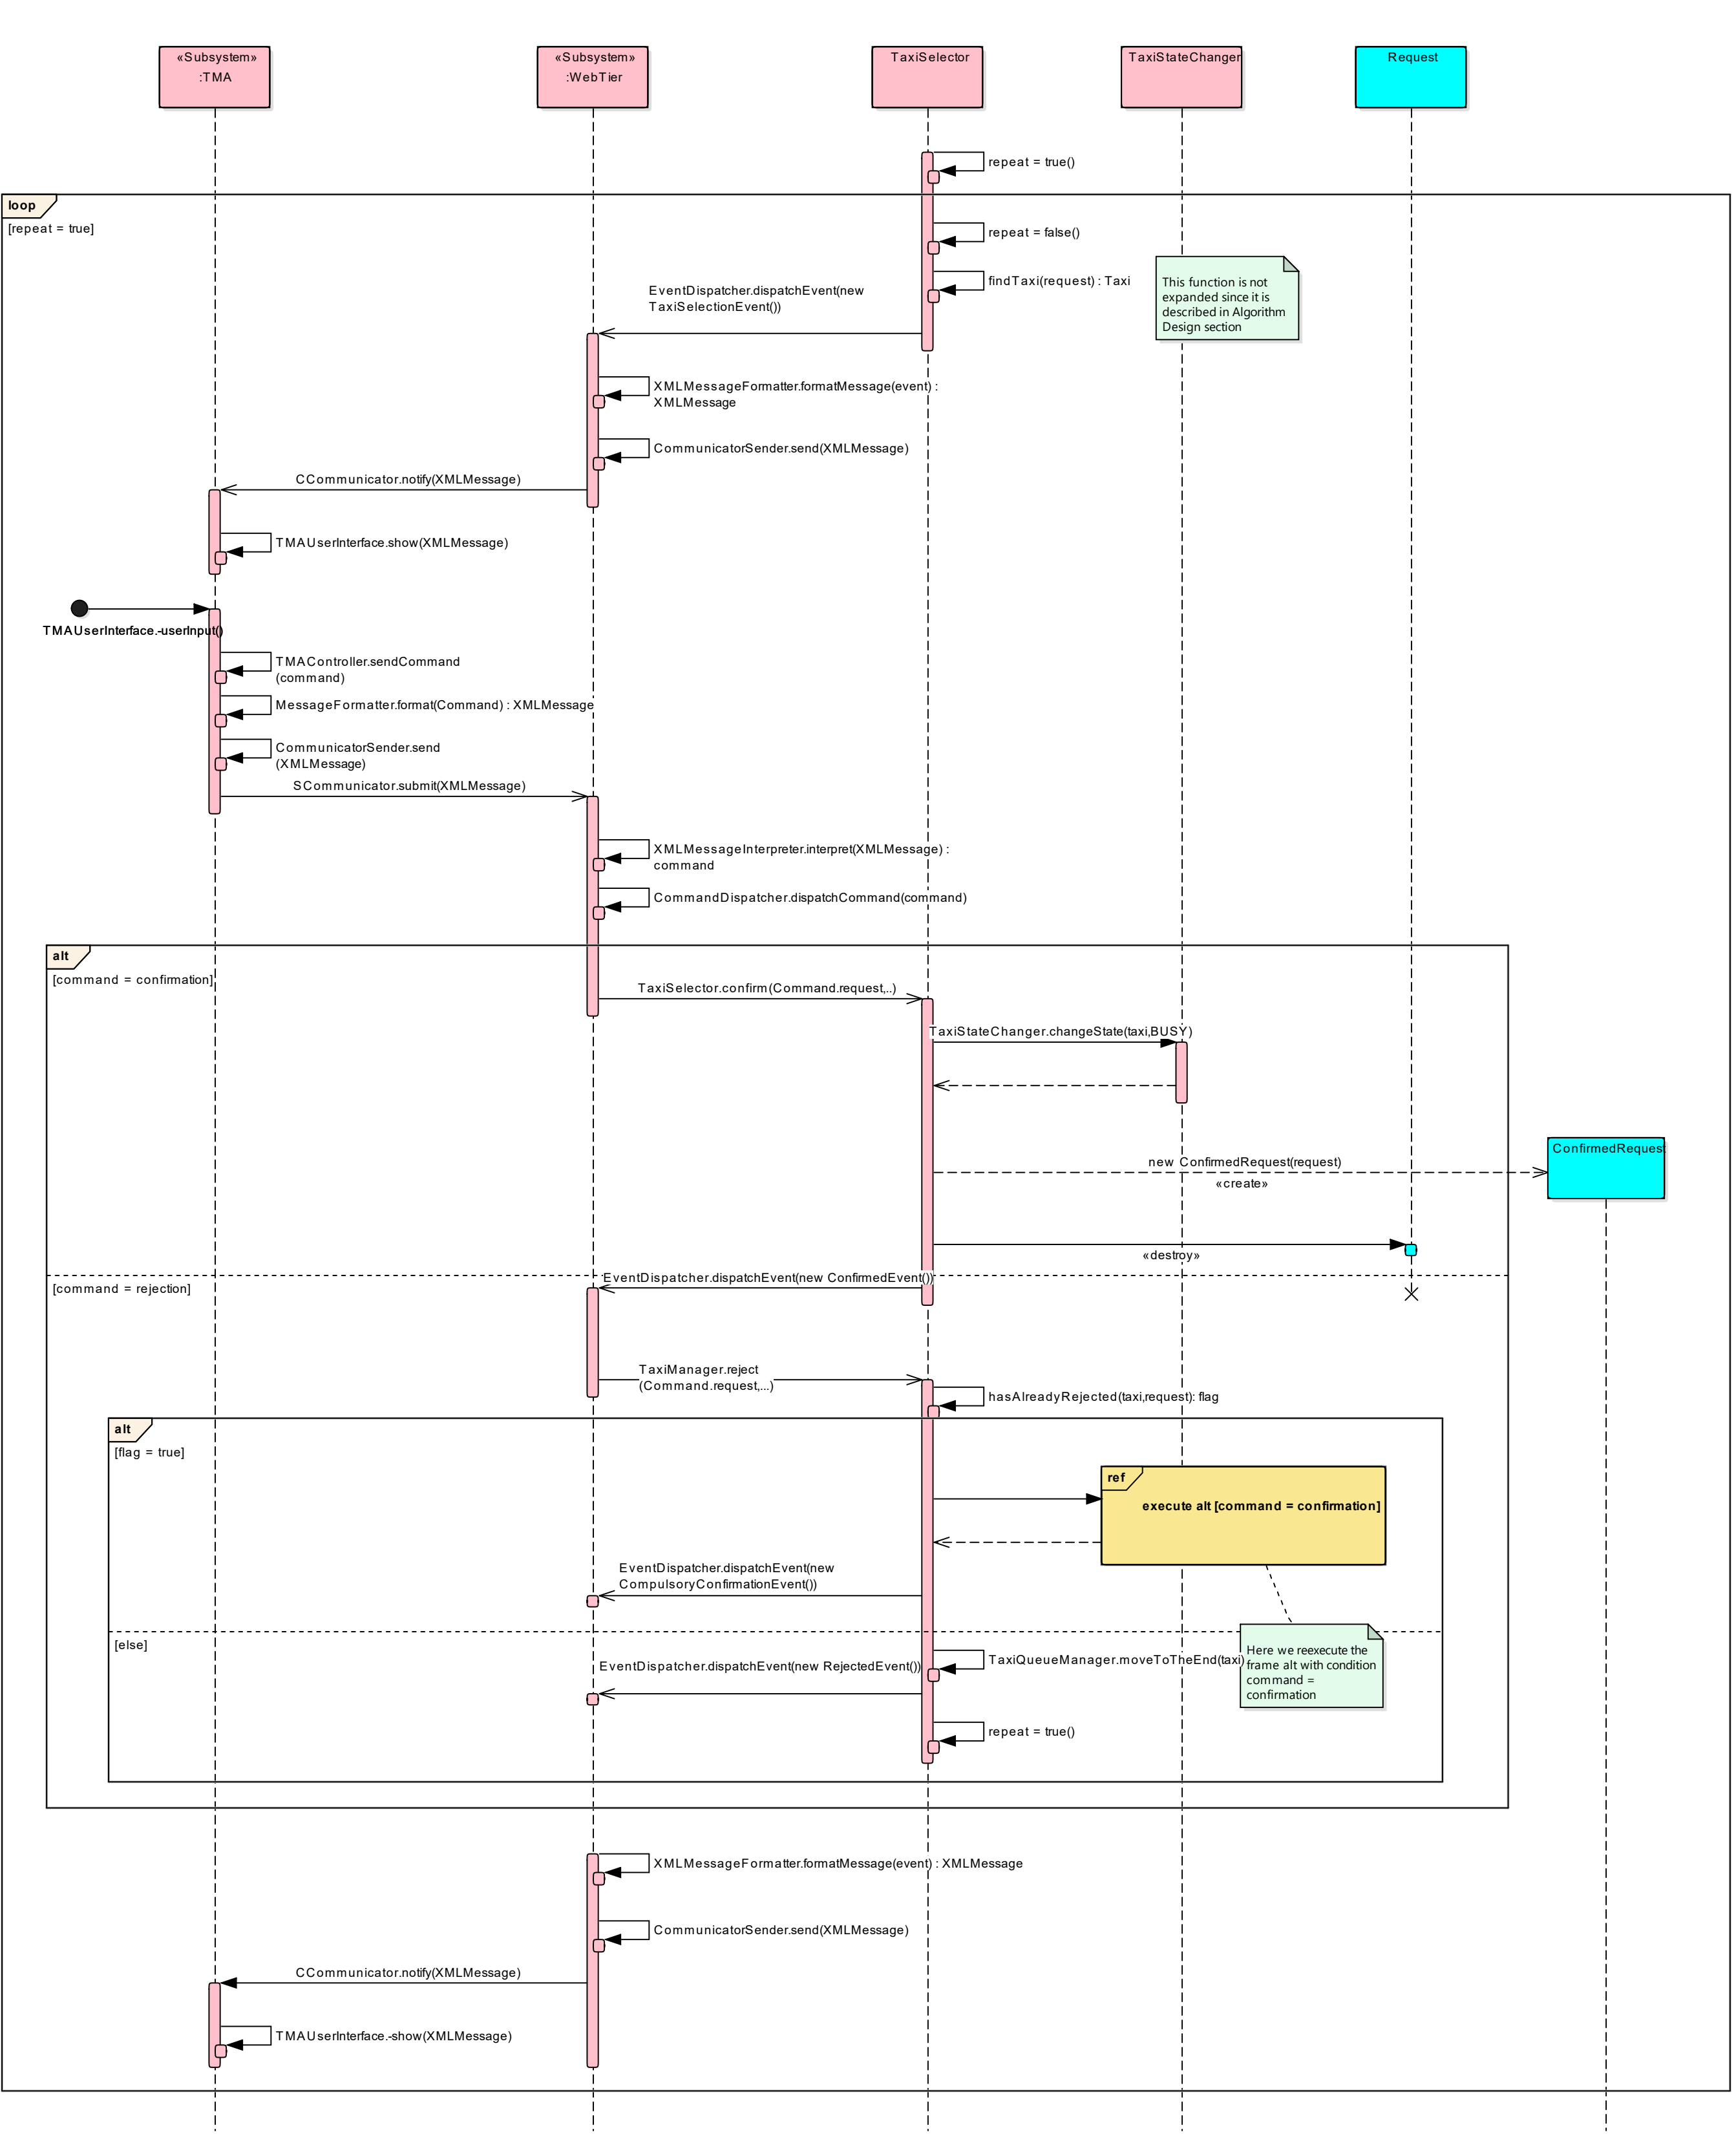 «Subsystem»
:TMA
«Subsystem»
:WebTier
TaxiSelector
TaxiStateChanger
Request
repeat = true()
loop
[repeat = true]
repeat = false()
findTaxi(request) : Taxi
This function is not
expanded since it is
described in Algorithm
Design section
EventDispatcher.dispatchEvent(new
TaxiSelectionEvent())
XMLMessageFormatter.formatMessage(event) :
XMLMessage
CommunicatorSender.send(XMLMessage)
CCommunicator.notify(XMLMessage)
TMAUserInterface.show(XMLMessage)
TMAUserInterface.-userInput()
TMAController.sendCommand
(command)
MessageFormatter.format(Command) : XMLMessage
CommunicatorSender.send
(XMLMessage)
SCommunicator.submit(XMLMessage)
XMLMessageInterpreter.interpret(XMLMessage) :
command
CommandDispatcher.dispatchCommand(command)
alt
[command = confirmation]
TaxiSelector.confirm(Command.request,..)
TaxiStateChanger.changeState(taxi,BUSY)
ConfirmedRequest
new ConfirmedRequest(request)
«create»
«destroy»
EventDispatcher.dispatchEvent(new ConfirmedEvent())
[command = rejection]
TaxiManager.reject
(Command.request,...)
hasAlreadyRejected(taxi,request): flag
alt
[flag = true]
ref
execute alt [command = confirmation]
EventDispatcher.dispatchEvent(new
CompulsoryConfirmationEvent())
[else]
TaxiQueueManager.moveToTheEnd(taxi)
Here we reexecute the
frame alt with condition
command =
confirmation
EventDispatcher.dispatchEvent(new RejectedEvent())
repeat = true()
XMLMessageFormatter.formatMessage(event) : XMLMessage
CommunicatorSender.send(XMLMessage)
CCommunicator.notify(XMLMessage)
TMAUserInterface.-show(XMLMessage)